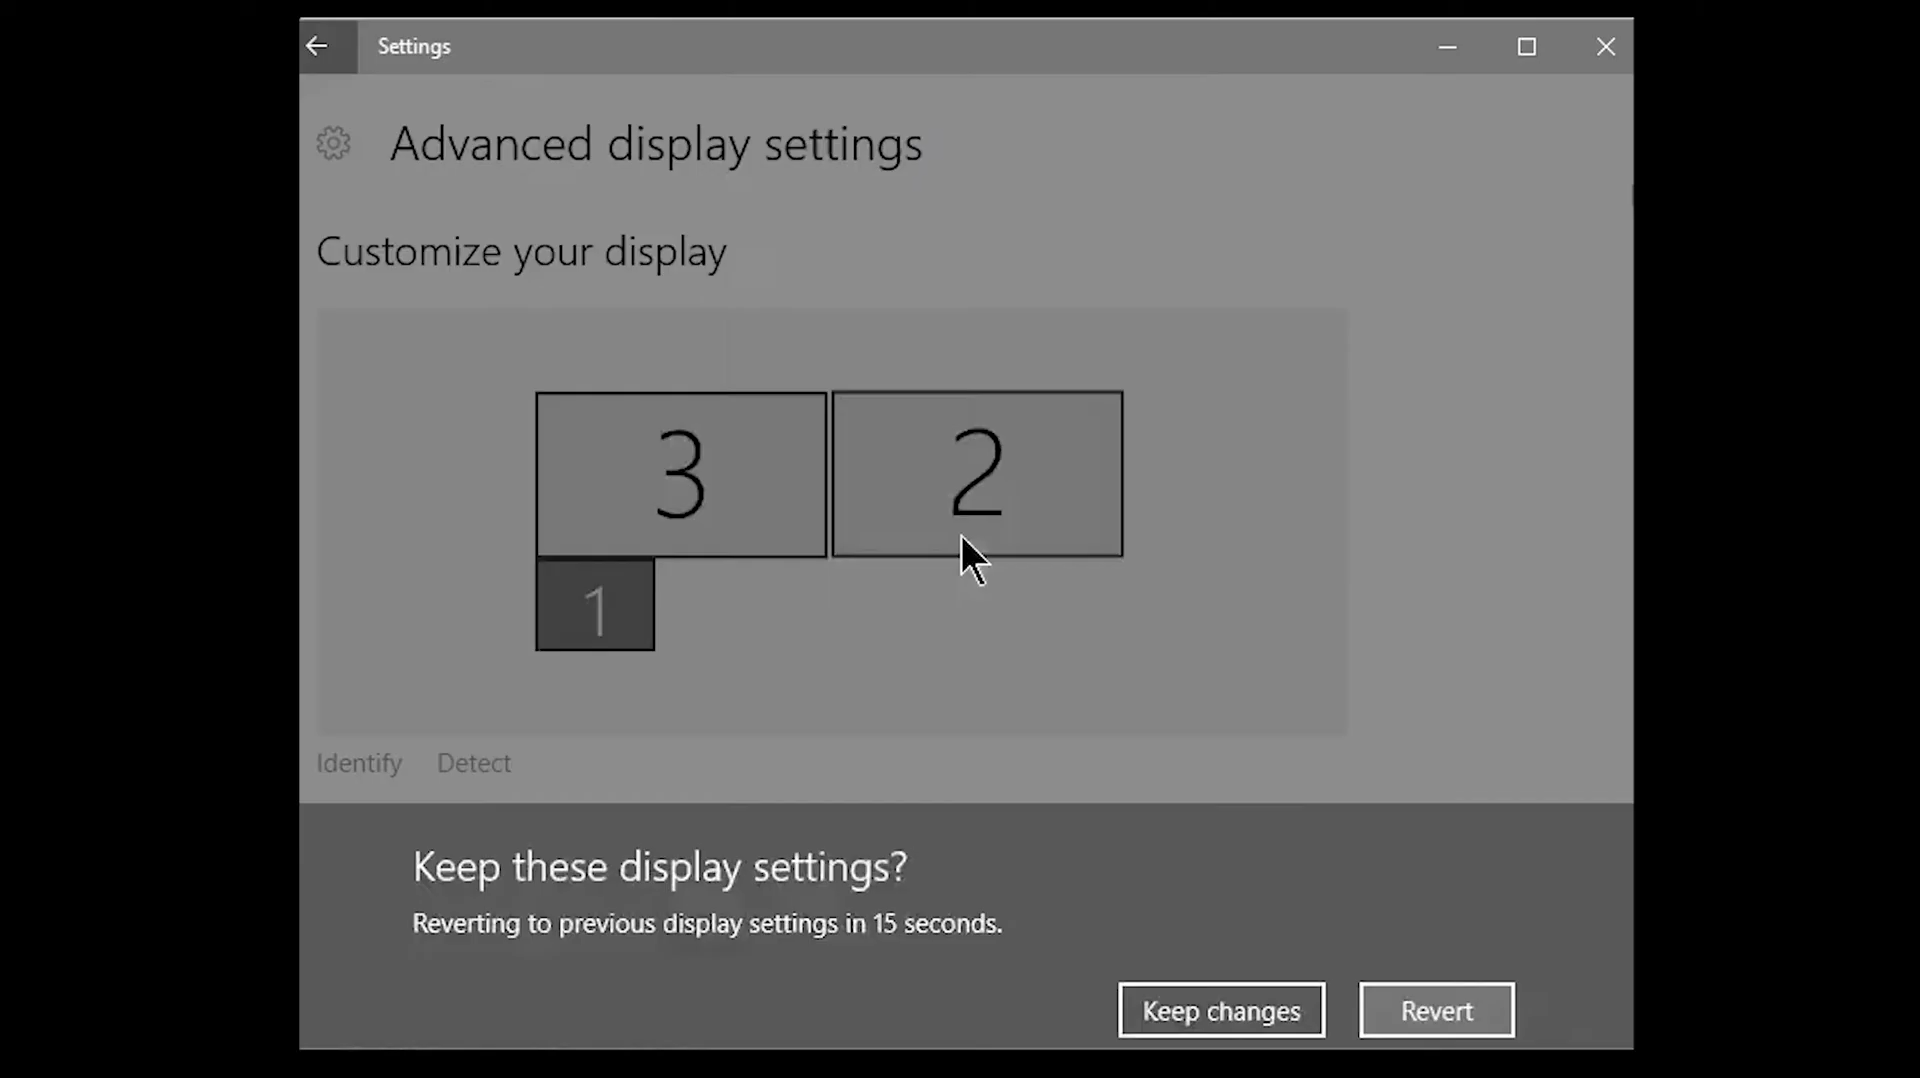 Settings
Advanced display settings
Customize your display
3
2
1
Identify
Detect
Keep these display settings?
Reverting to previous display settings in 15 seconds.
Keep changes
Revert